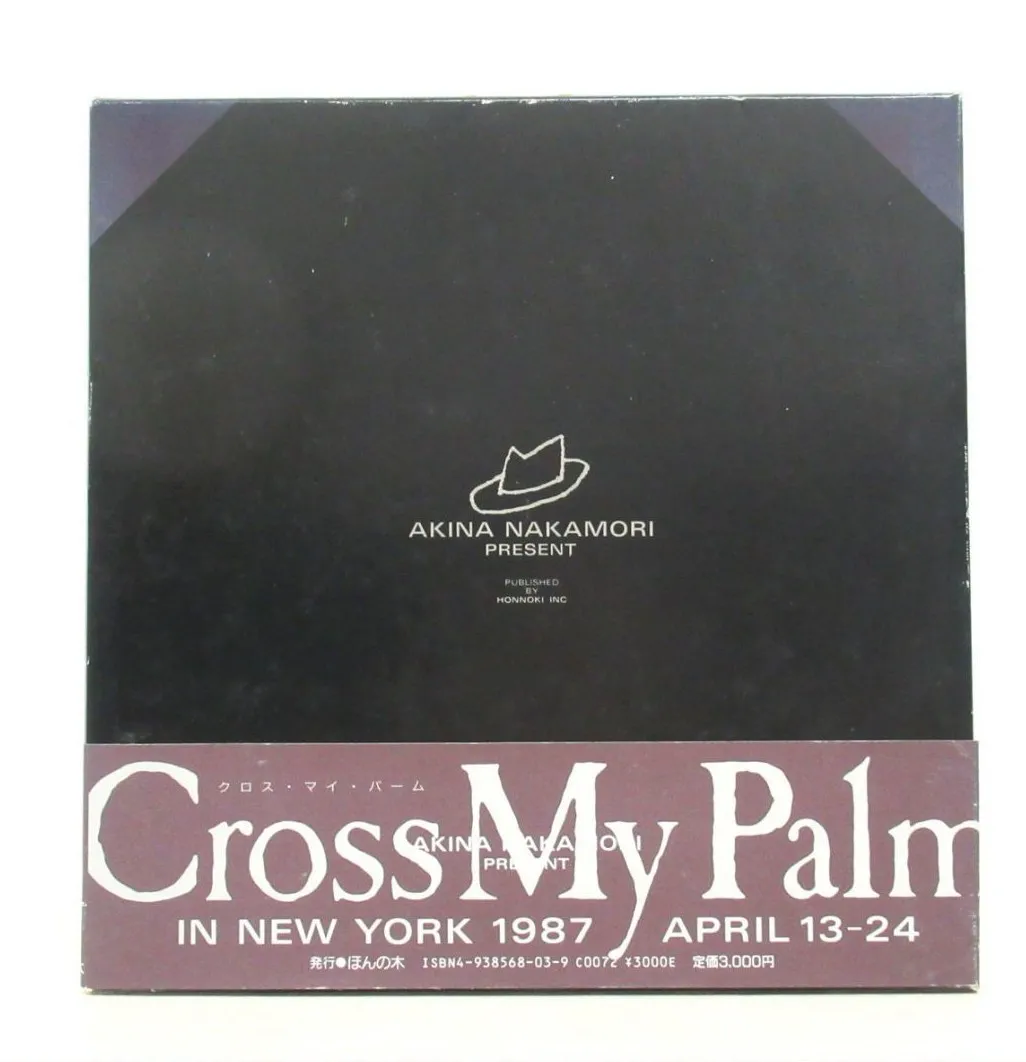 AKINA NAKAMORI
PRESENT
PUBLISHED
BY
HONNOKI INC
クロス・マイ・パーム
Cross My Palm
AKINA NAKAMORI
PRESENT
IN NEW YORK 1987 APRIL 13-24
発行●ほんの木 ISBN4-938568-03-9 C0072 ¥3000E 定価3,000円